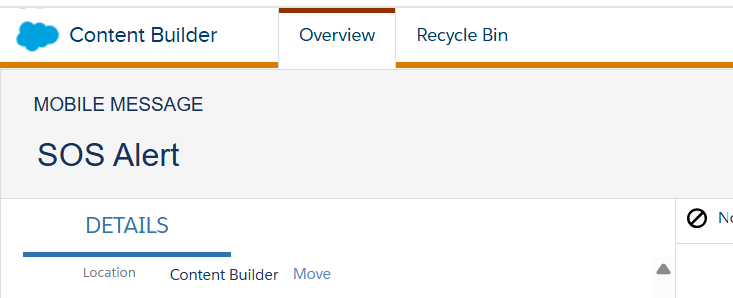 Content Builder
Overview
Recycle Bin
MOBILE MESSAGE
SOS Alert
DETAILS
Location Content Builder Move